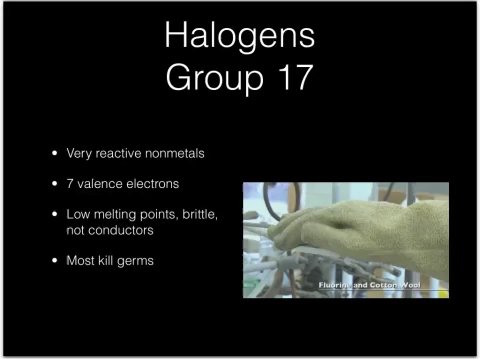 Halogens
Group 17
• Very reactive nonmetals
• 7 valence electrons
• Low melting points, brittle,
not conductors
• Most kill germs
Fluorine and Cotton Wool